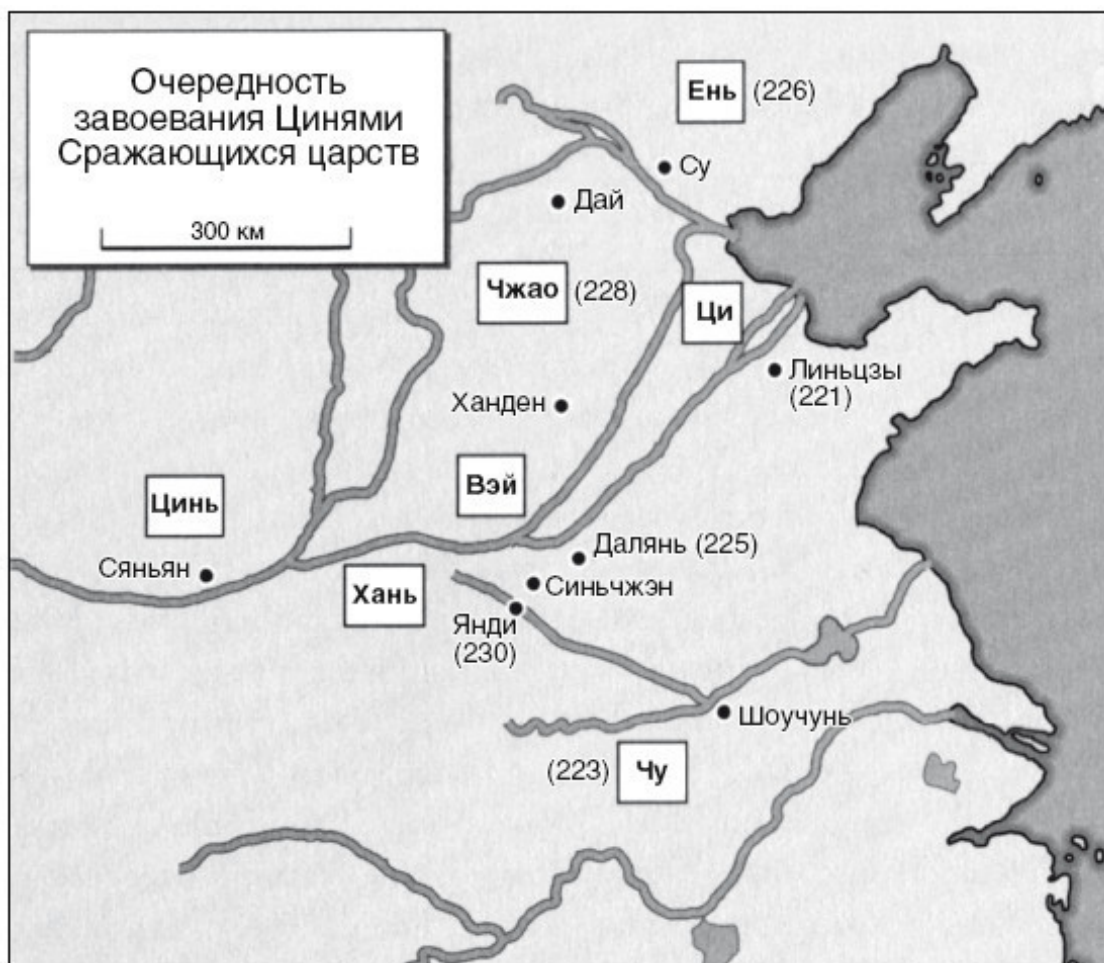 Очередность
завоевания Цинями
Сражающихся царств
300 км
Ень (226)
Су
Дай
Чжао (228)
Ци
Линьцзы
(221)
Ханден
Вэй
Цинь
Далянь (225)
Сяньян
Синьчжэн
Хань
Янди
(230)
Шоучунь
(223) Чу